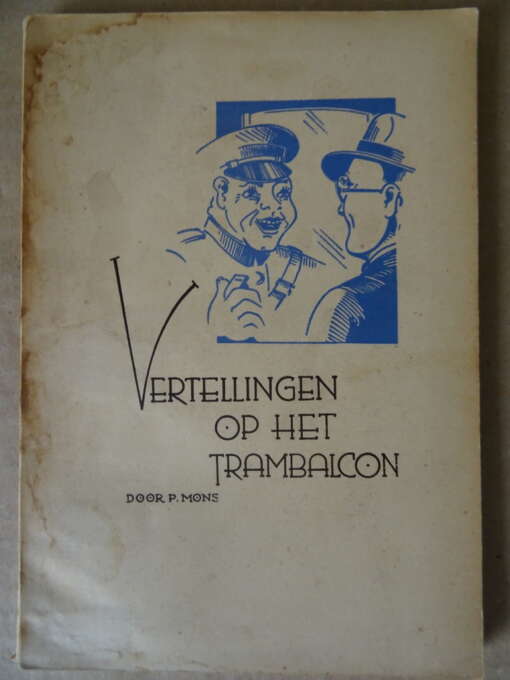 VERTELLINGEN
OP HET
TRAMBALCON
DOOR P. MONS